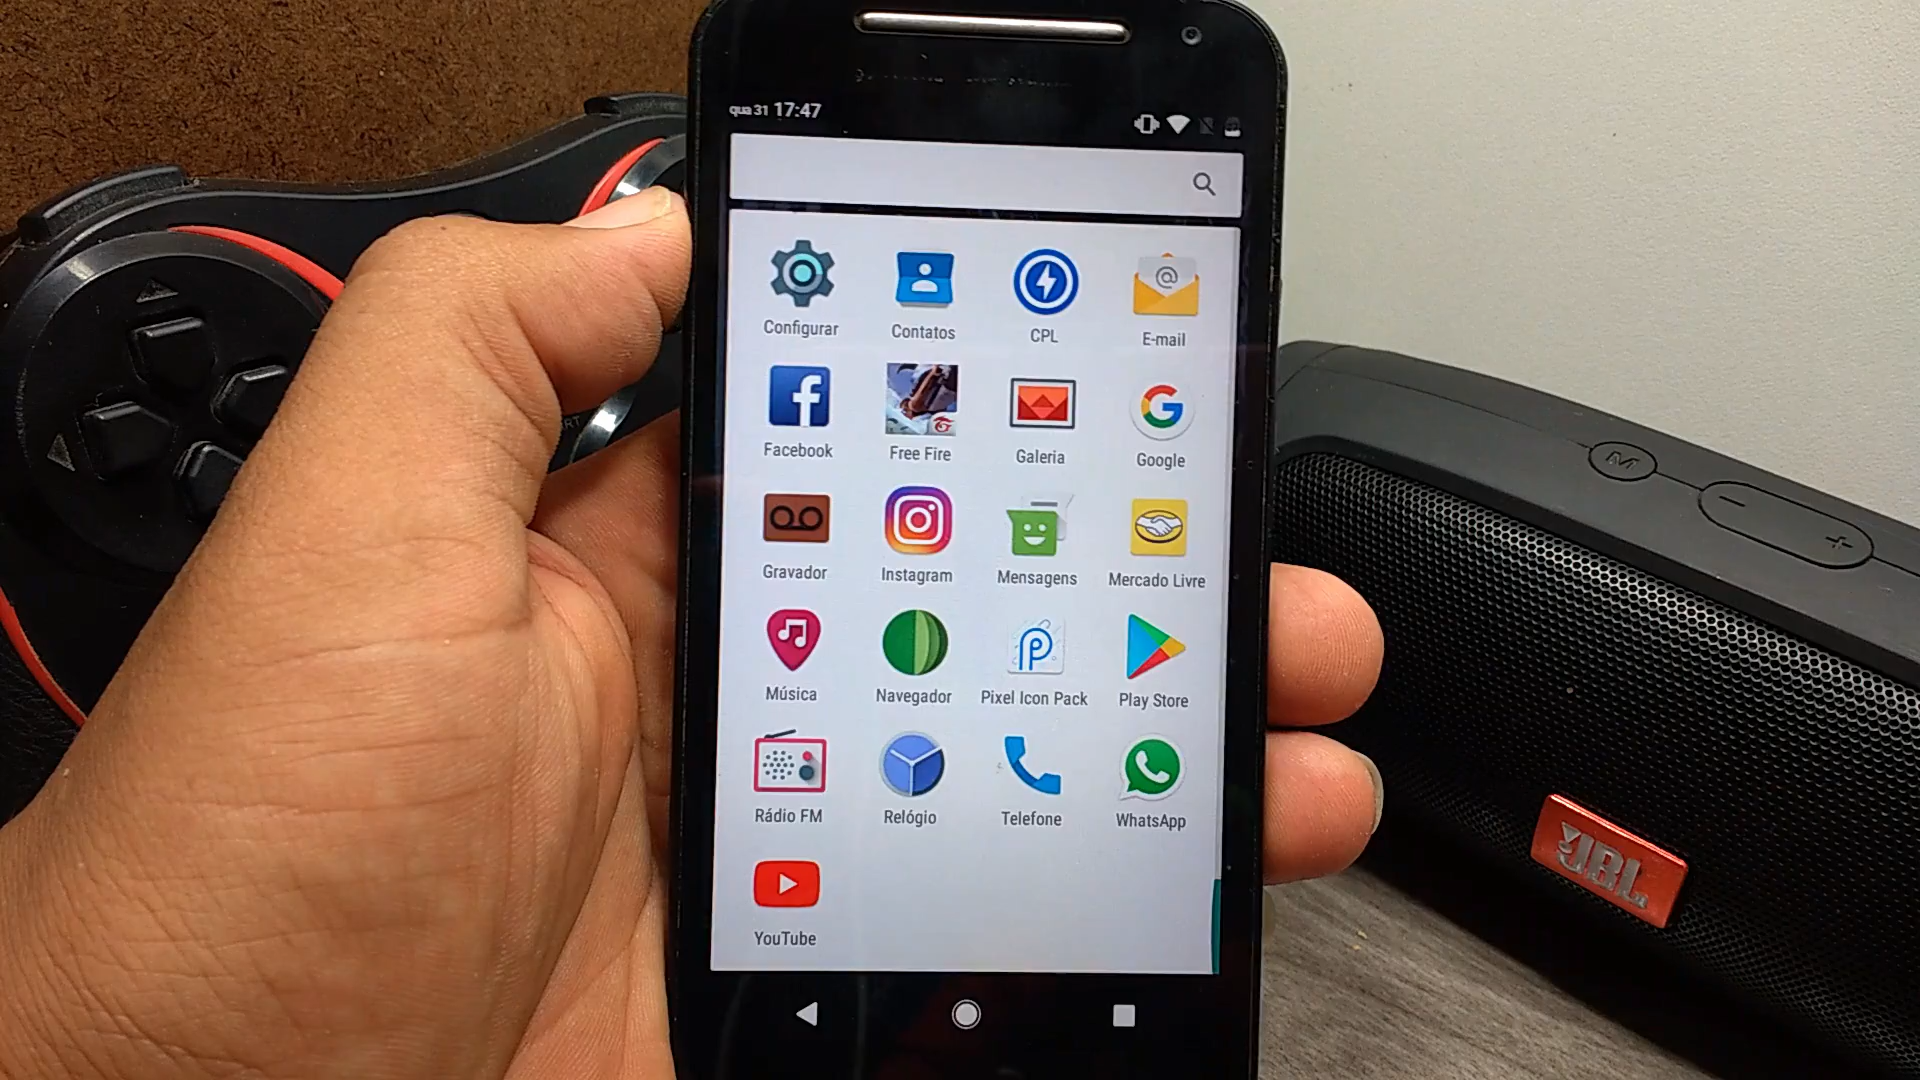 qua 31 17:47
Configurar
Contatos
CPL
E-mail
Facebook
Free Fire
Galeria
Google
Gravador
Instagram
Mensagens
Mercado Livre
Música
Navegador
Pixel Icon Pack
Play Store
Rádio FM
Relógio
Telefone
WhatsApp
YouTube
M
JBL